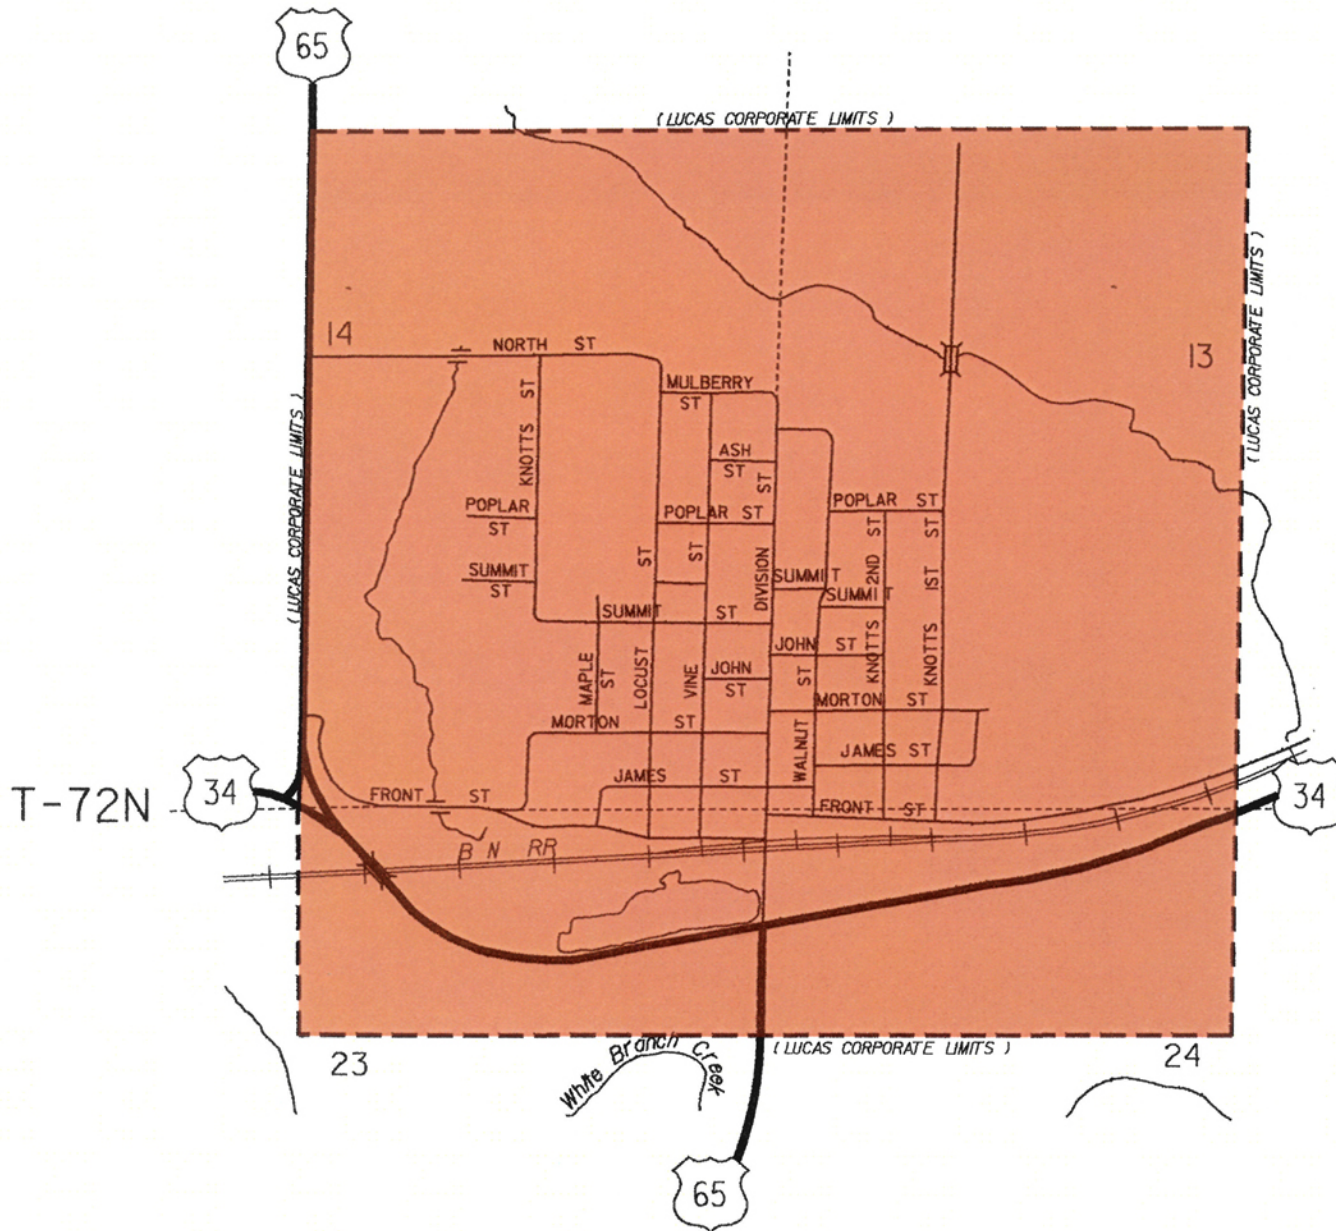 65
( LUCAS CORPORATE LIMITS )
( LUCAS CORPORATE LIMITS )
( LUCAS CORPORATE LIMITS )
14
13
NORTH ST
MULBERRY
ST
KNOTTS ST
ASH
ST
POPLAR
ST
POPLAR ST
POPLAR ST
SUMMIT
ST
SUMMIT
SUMMIT
SUMMIT ST
DIVISION ST
KNOTTS 2ND ST
KNOTTS 1ST ST
MAPLE
ST
LOCUST ST
VINE ST
JOHN ST
JOHN
ST
WALNUT ST
MORTON ST
MORTON ST
JAMES ST
JAMES ST
FRONT ST
FRONT ST
T-72N
34
34
B N RR
23
24
White Branch Creek
( LUCAS CORPORATE LIMITS )
65